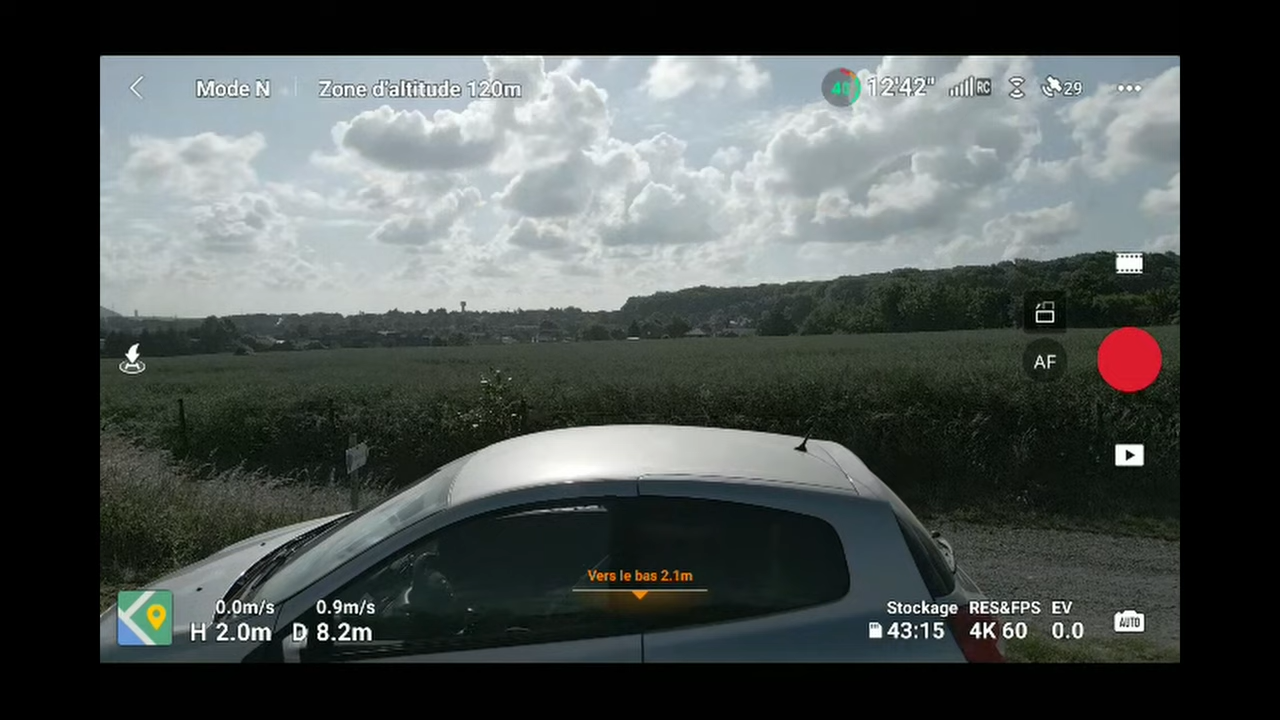 Mode N
Zone d'altitude 120m
40
12'42"
RC
29
AF
Vers le bas 2.1m
0.0m/s 0.9m/s
H 2.0m D 8.2m
Stockage RES&FPS EV
43:15 4K 60 0.0
AUTO